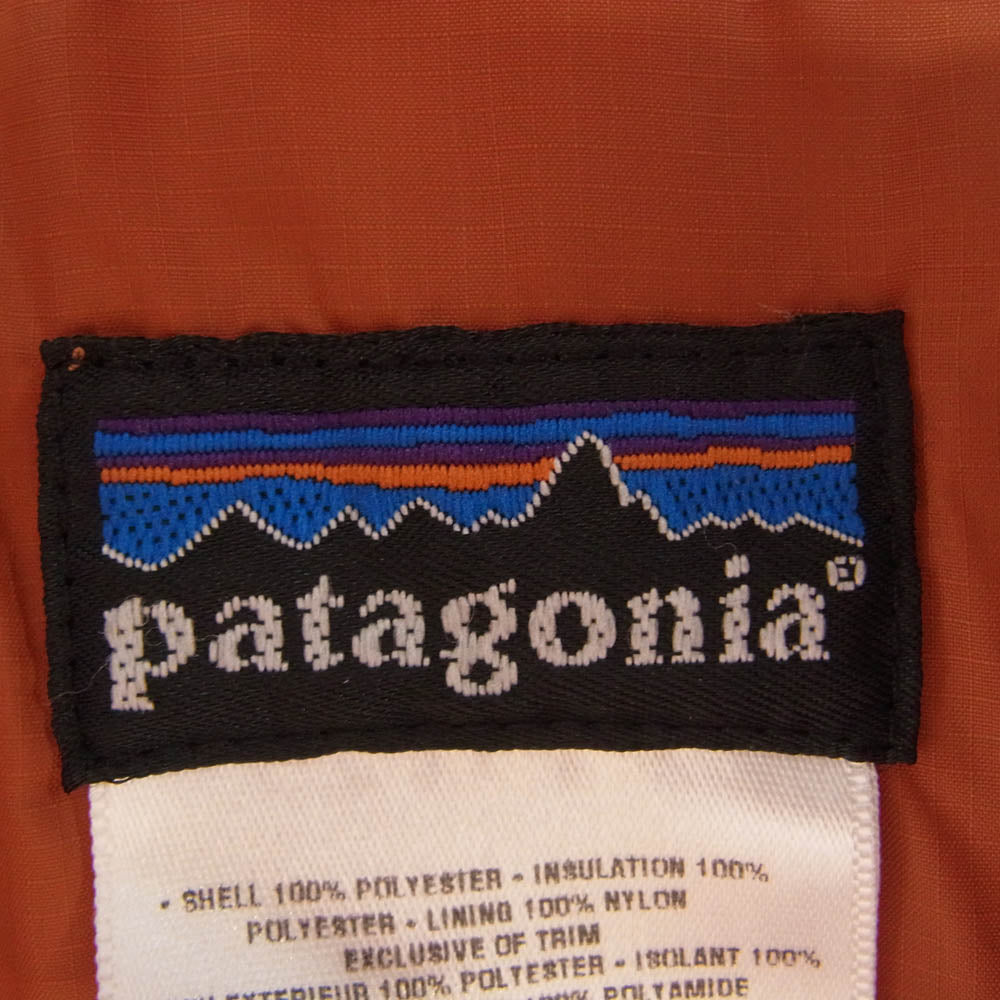 patagonia®
• SHELL 100% POLYESTER - INSULATION 100%
POLYESTER - LINING 100% NYLON
EXCLUSIVE OF TRIM
EXTERIEUR 100% POLYESTER - ISOLANT 100%
100% POLYAMIDE